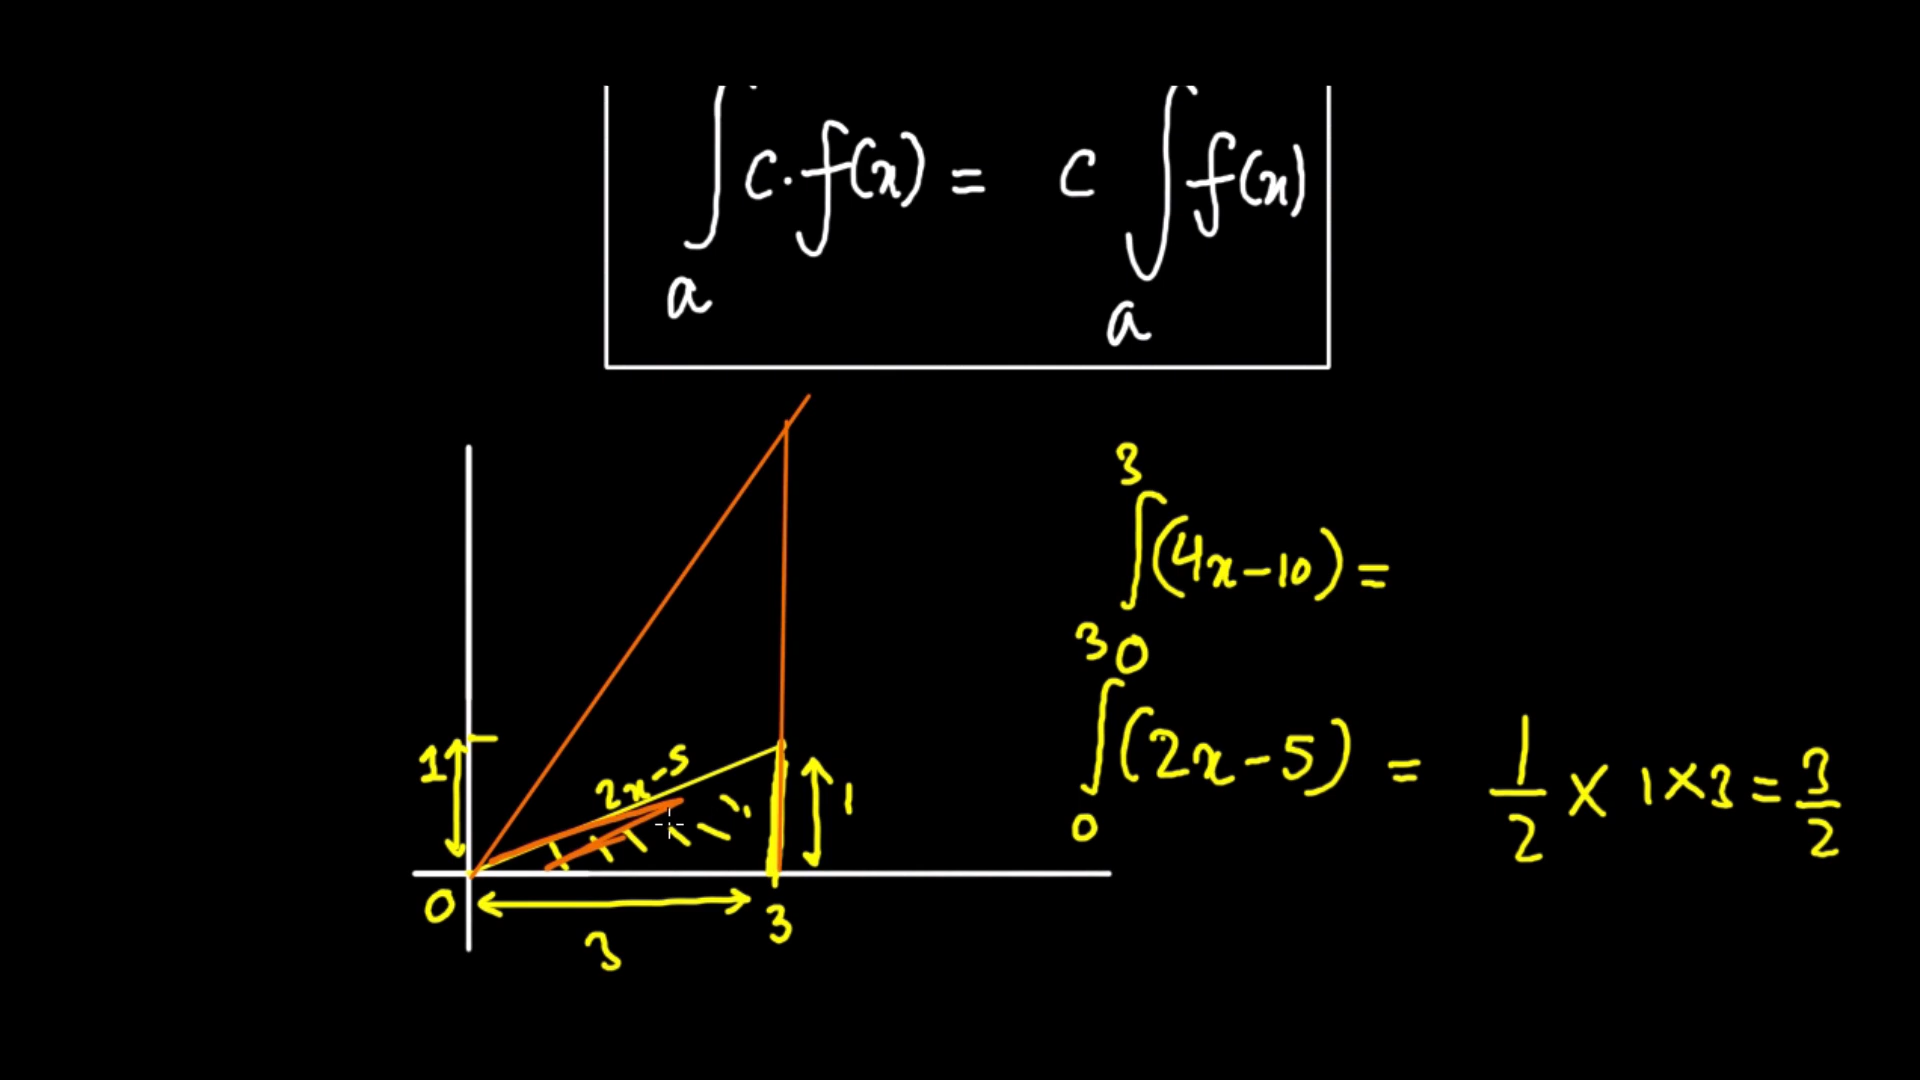 ∫ c.f(x) = c ∫ f(x)
a a
3
∫(4x-10) =
0
3
∫(2x-5) = 1/2 × 1×3 = 3/2
0
1
2x-5
1
0
3
3